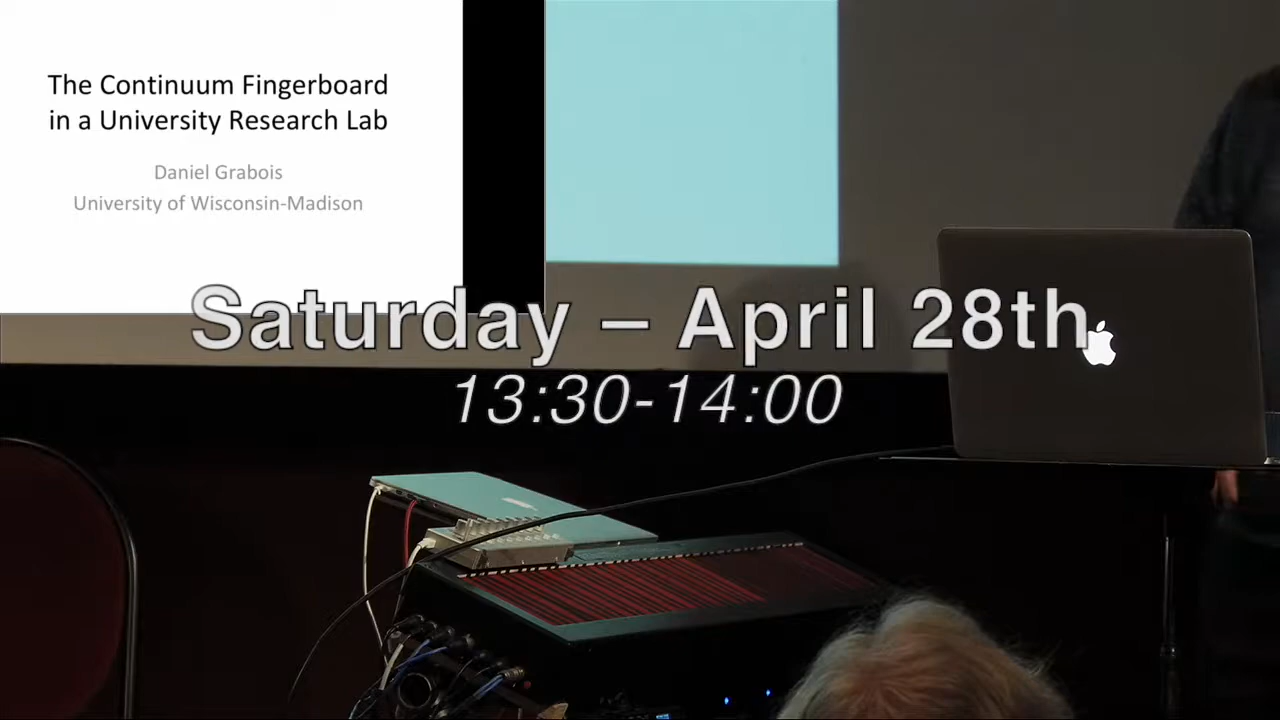 The Continuum Fingerboard
in a University Research Lab
Daniel Grabois
University of Wisconsin-Madison
Saturday – April 28th
13:30-14:00